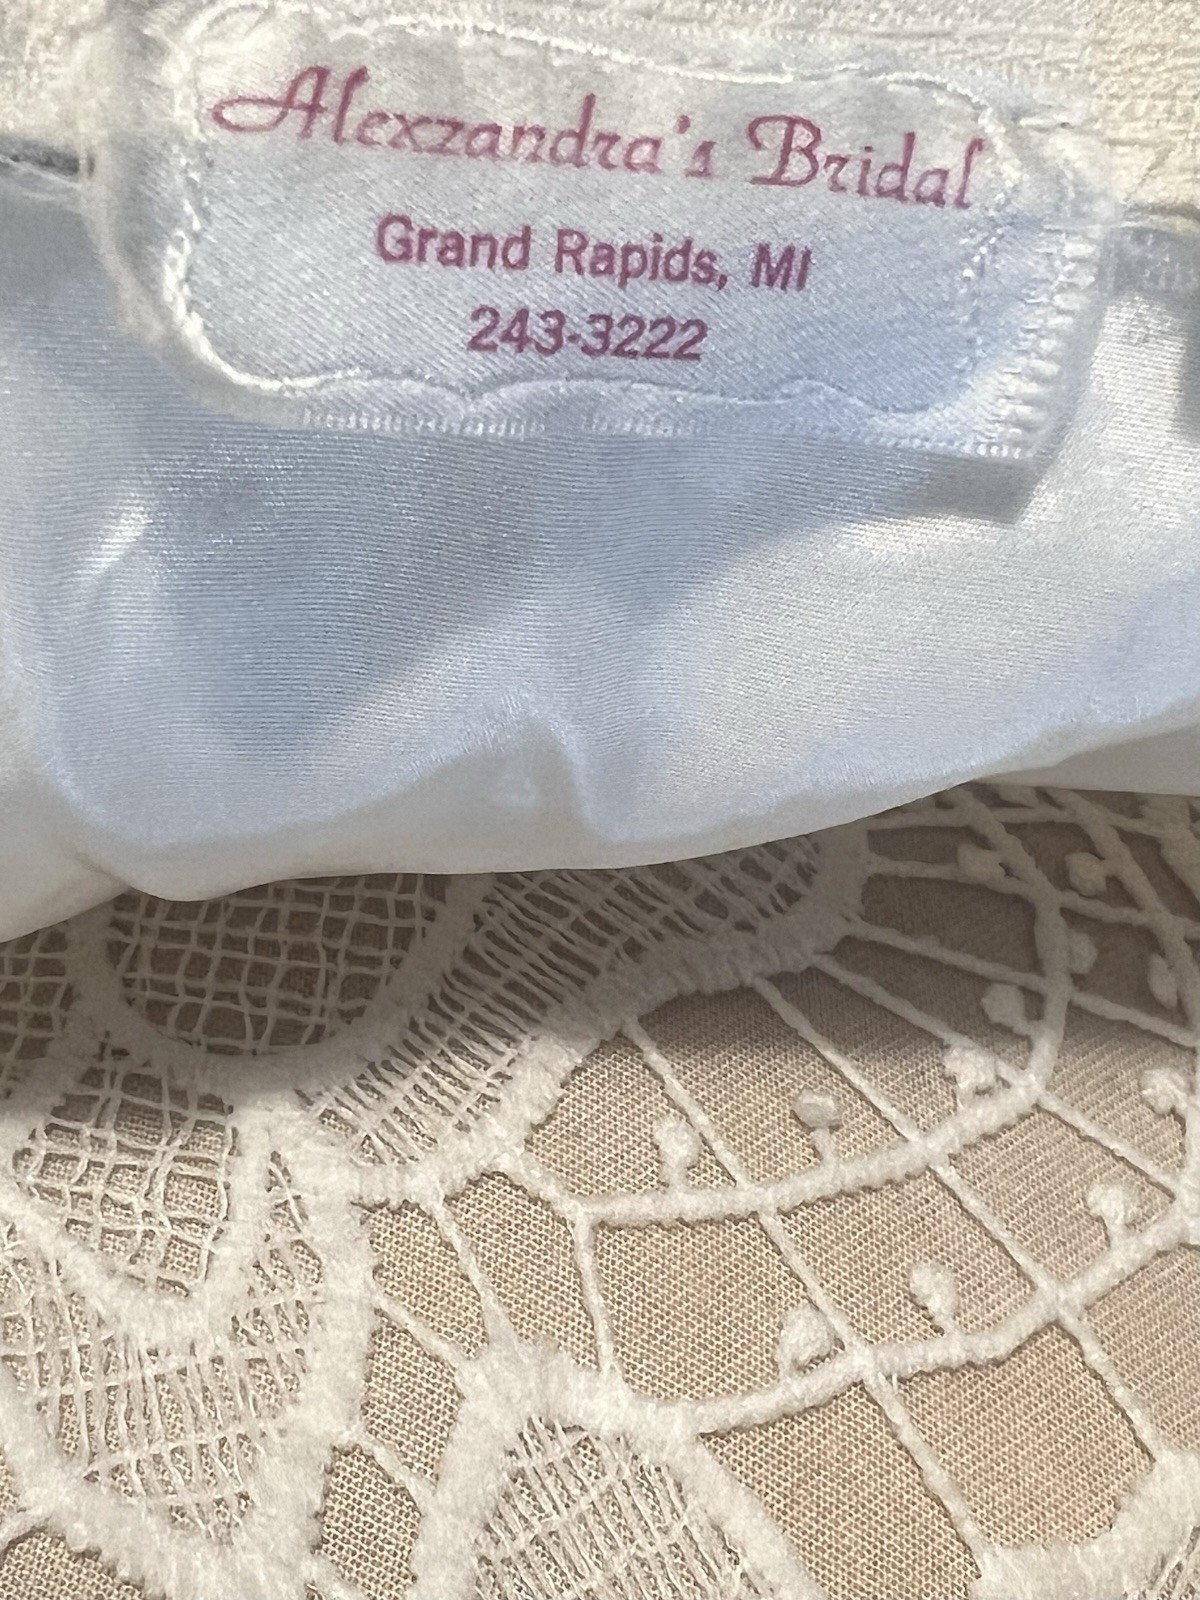 Alexzandra's Bridal
Grand Rapids, MI
243-3222